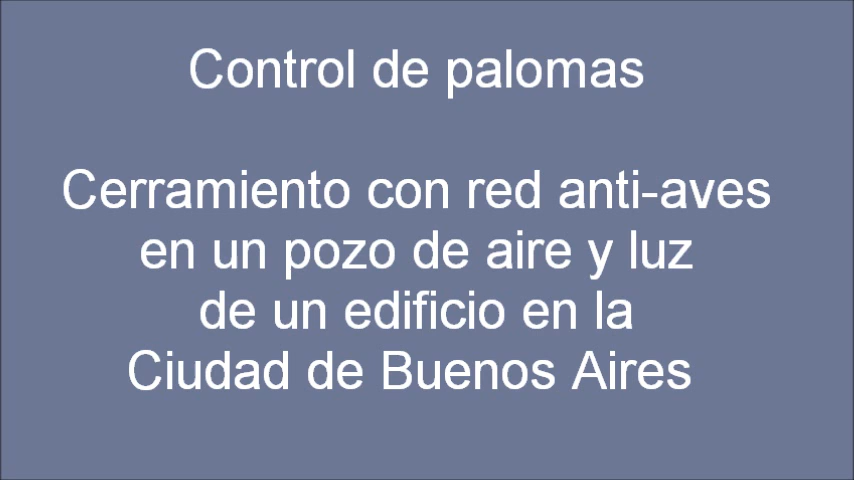 Control de palomas
Cerramiento con red anti-aves
en un pozo de aire y luz
de un edificio en la
Ciudad de Buenos Aires